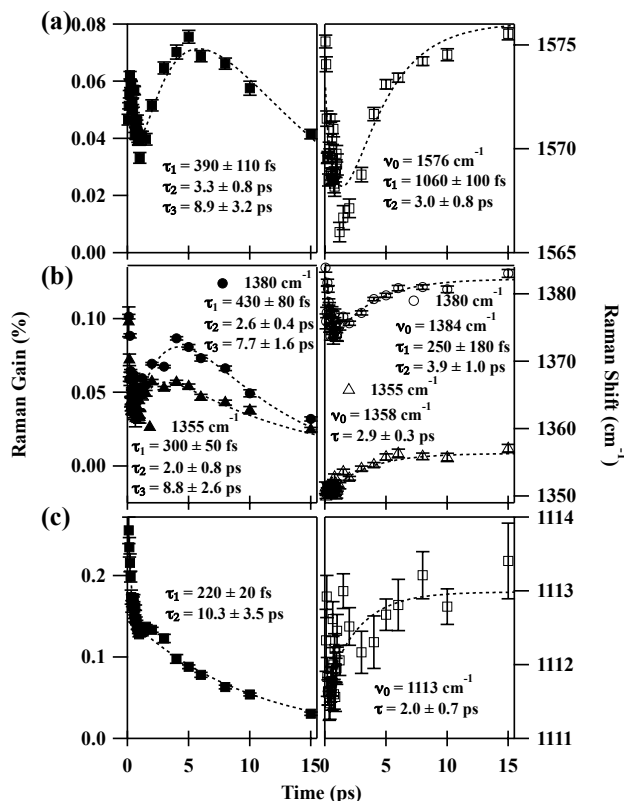 (a)
0.08
0.06
0.04
0.02
0.00
τ1 = 390 ± 110 fs
τ2 = 3.3 ± 0.8 ps
τ3 = 8.9 ± 3.2 ps
ν0 = 1576 cm-1
τ1 = 1060 ± 100 fs
τ2 = 3.0 ± 0.8 ps
1575
1570
1565
(b)
0.10
0.05
0.00
1380 cm-1
τ1 = 430 ± 80 fs
τ2 = 2.6 ± 0.4 ps
τ3 = 7.7 ± 1.6 ps
1355 cm-1
τ1 = 300 ± 50 fs
τ2 = 2.0 ± 0.8 ps
τ3 = 8.8 ± 2.6 ps
1380 cm-1
ν0 = 1384 cm-1
τ1 = 250 ± 180 fs
τ2 = 3.9 ± 1.0 ps
1355 cm-1
ν0 = 1358 cm-1
τ = 2.9 ± 0.3 ps
1380
1370
1360
1350
Raman Gain (%)
Raman Shift (cm-1)
(c)
0.2
0.1
0.0
τ1 = 220 ± 20 fs
τ2 = 10.3 ± 3.5 ps
ν0 = 1113 cm-1
τ = 2.0 ± 0.7 ps
1114
1113
1112
1111
0 5 10 15 0 5 10 15
Time (ps)